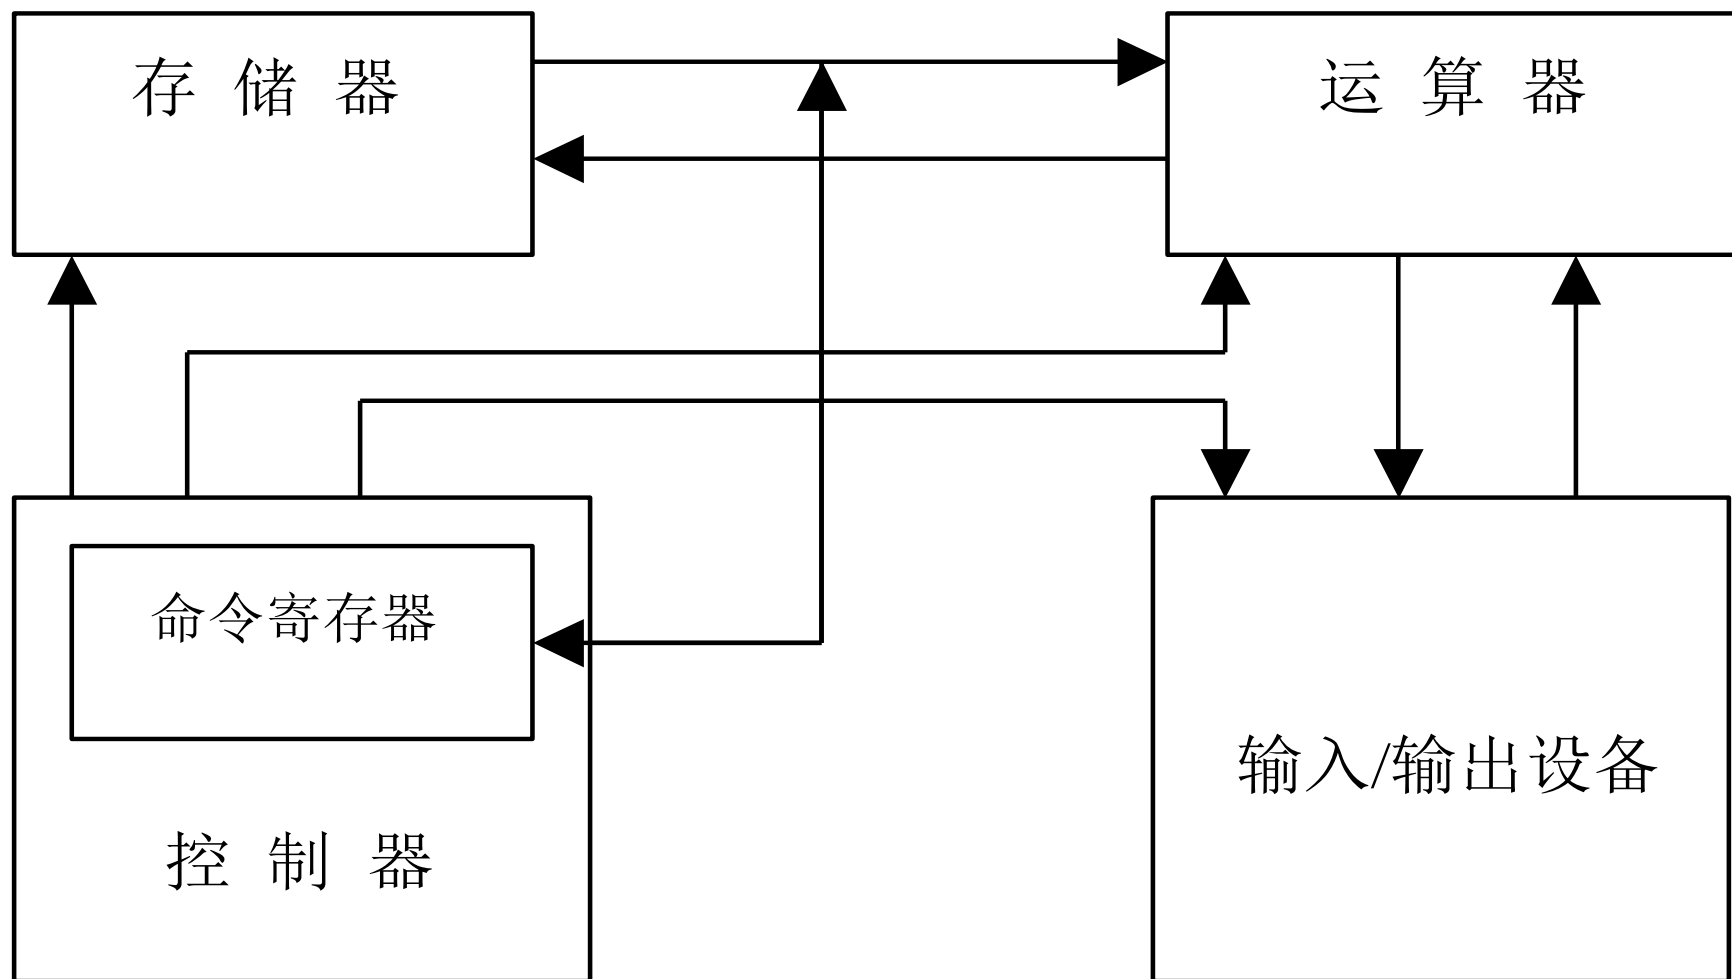 存 储 器
运 算 器
命令寄存器
输入/输出设备
控 制 器